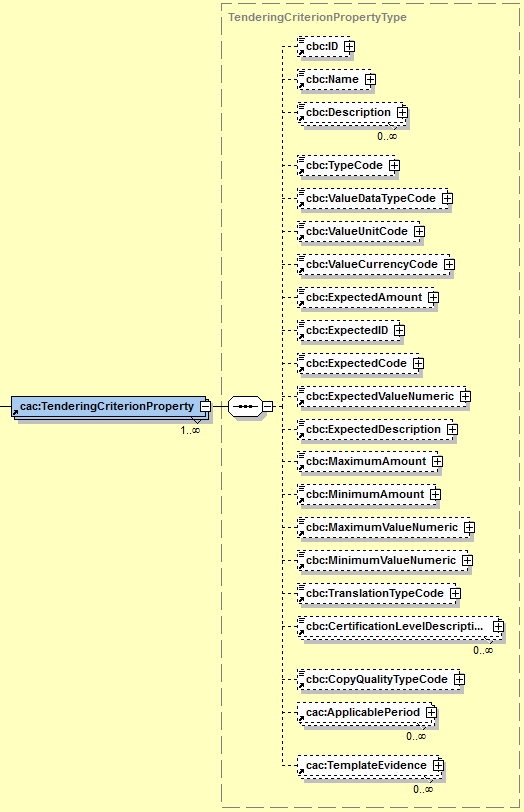 TenderingCriterionPropertyType
cbc:ID
cbc:Name
cbc:Description
0..∞
cbc:TypeCode
cbc:ValueDataTypeCode
cbc:ValueUnitCode
cbc:ValueCurrencyCode
cbc:ExpectedAmount
cbc:ExpectedID
cbc:ExpectedCode
cbc:ExpectedValueNumeric
cac:TenderingCriterionProperty
1..∞
cbc:ExpectedDescription
cbc:MaximumAmount
cbc:MinimumAmount
cbc:MaximumValueNumeric
cbc:MinimumValueNumeric
cbc:TranslationTypeCode
cbc:CertificationLevelDescripti...
0..∞
cbc:CopyQualityTypeCode
cac:ApplicablePeriod
0..∞
cac:TemplateEvidence
0..∞